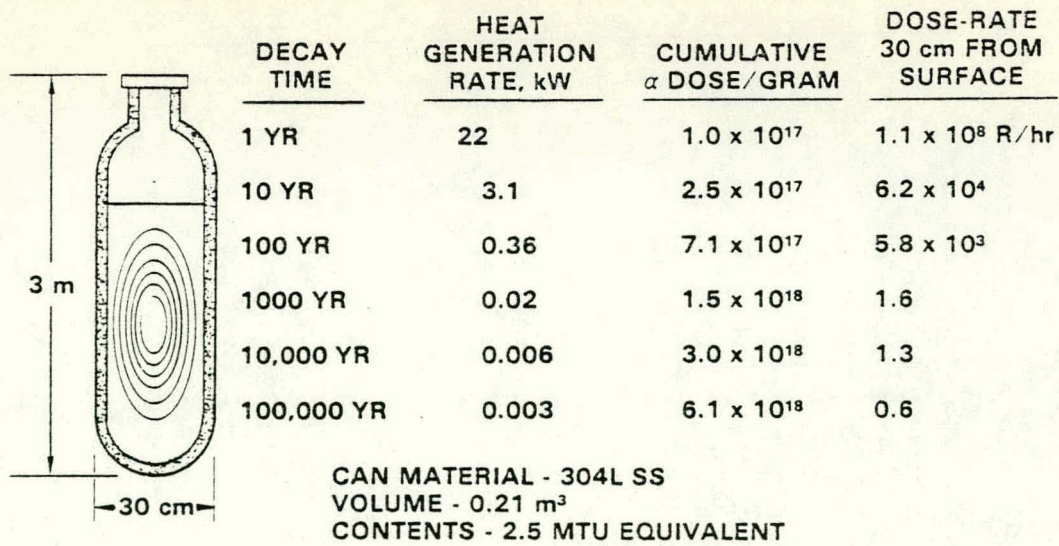 DECAY TIME HEAT GENERATION RATE, kW CUMULATIVE α DOSE/GRAM DOSE-RATE 30 cm FROM SURFACE
1 YR 22 1.0 x 10¹⁷ 1.1 x 10⁸ R/hr
10 YR 3.1 2.5 x 10¹⁷ 6.2 x 10⁴
100 YR 0.36 7.1 x 10¹⁷ 5.8 x 10³
3 m
1000 YR 0.02 1.5 x 10¹⁸ 1.6
10,000 YR 0.006 3.0 x 10¹⁸ 1.3
100,000 YR 0.003 6.1 x 10¹⁸ 0.6
30 cm
CAN MATERIAL - 304L SS
VOLUME - 0.21 m³
CONTENTS - 2.5 MTU EQUIVALENT